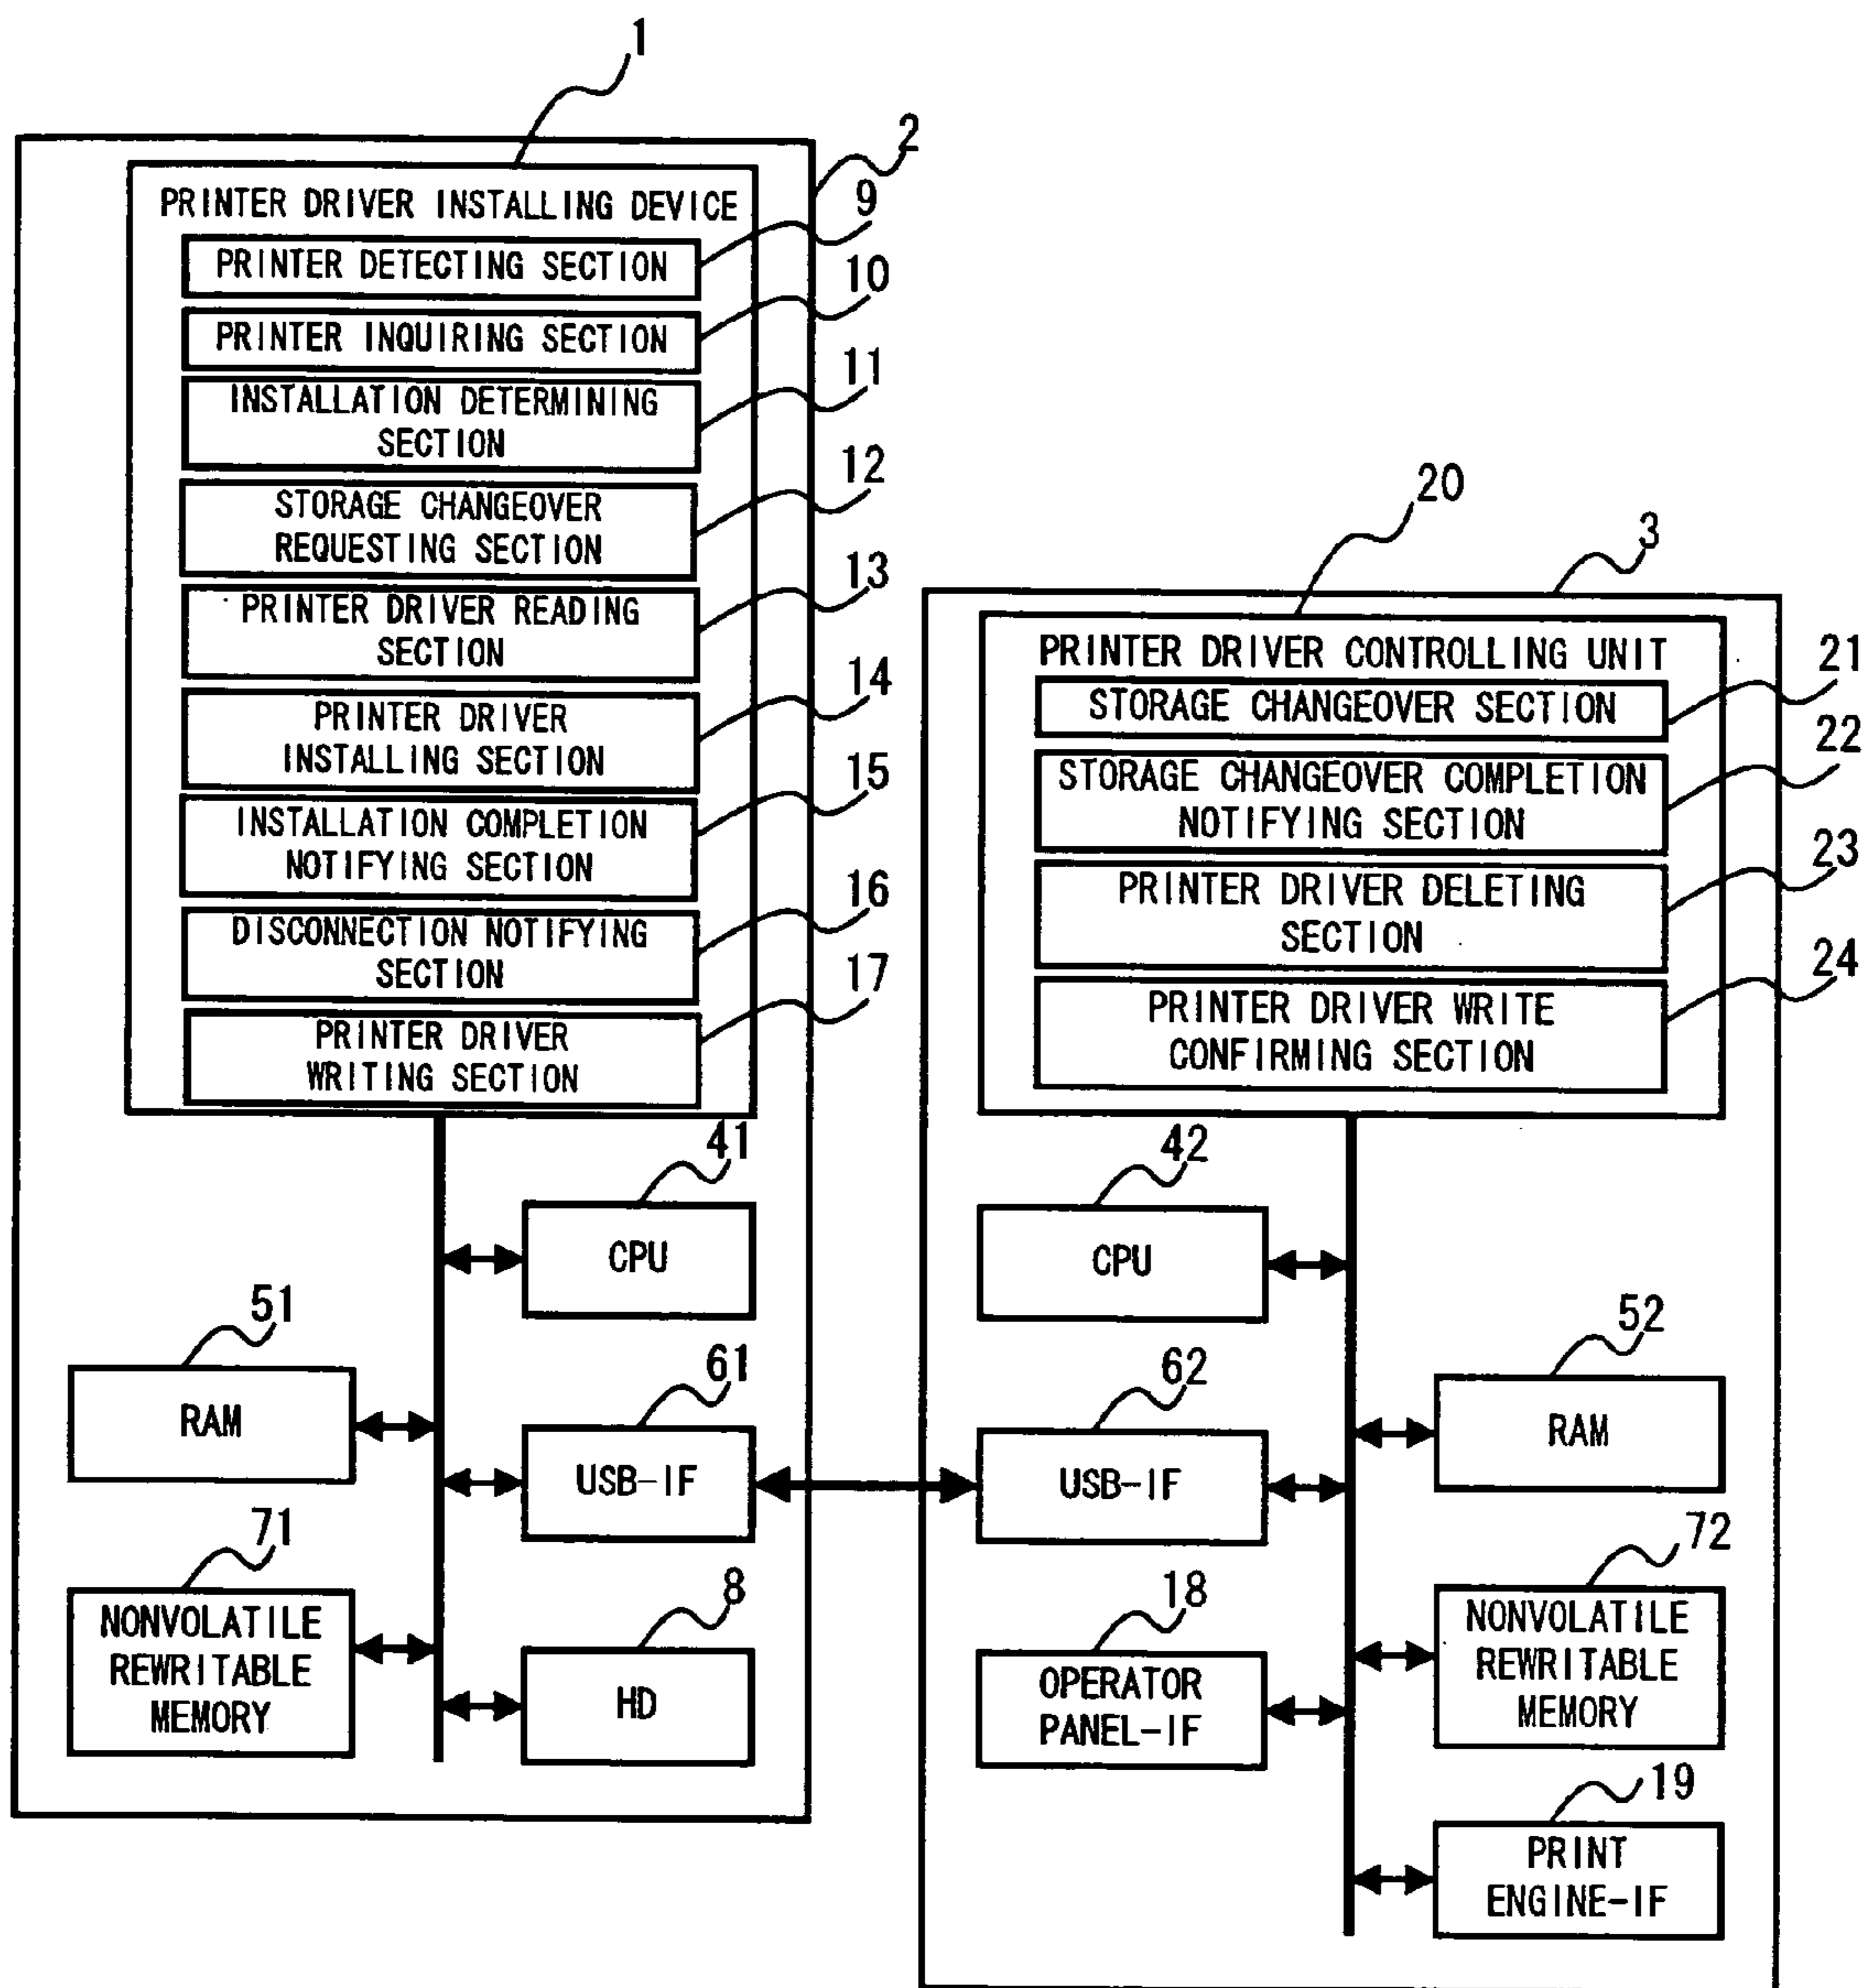 1
2
PRINTER DRIVER INSTALLING DEVICE
9
PRINTER DETECTING SECTION
10
PRINTER INQUIRING SECTION
11
INSTALLATION DETERMINING
SECTION
12
STORAGE CHANGEOVER
REQUESTING SECTION
13
PRINTER DRIVER READING
SECTION
14
PRINTER DRIVER
INSTALLING SECTION
15
INSTALLATION COMPLETION
NOTIFYING SECTION
16
DISCONNECTION NOTIFYING
SECTION
17
PRINTER DRIVER
WRITING SECTION
41
CPU
51
RAM
61
USB-IF
71
NONVOLATILE
REWRITABLE
MEMORY
8
HD
20
3
PRINTER DRIVER CONTROLLING UNIT
21
STORAGE CHANGEOVER SECTION
22
STORAGE CHANGEOVER COMPLETION
NOTIFYING SECTION
23
PRINTER DRIVER DELETING
SECTION
24
PRINTER DRIVER WRITE
CONFIRMING SECTION
42
CPU
52
RAM
62
USB-IF
72
NONVOLATILE
REWRITABLE
MEMORY
18
OPERATOR
PANEL-IF
19
PRINT
ENGINE-IF